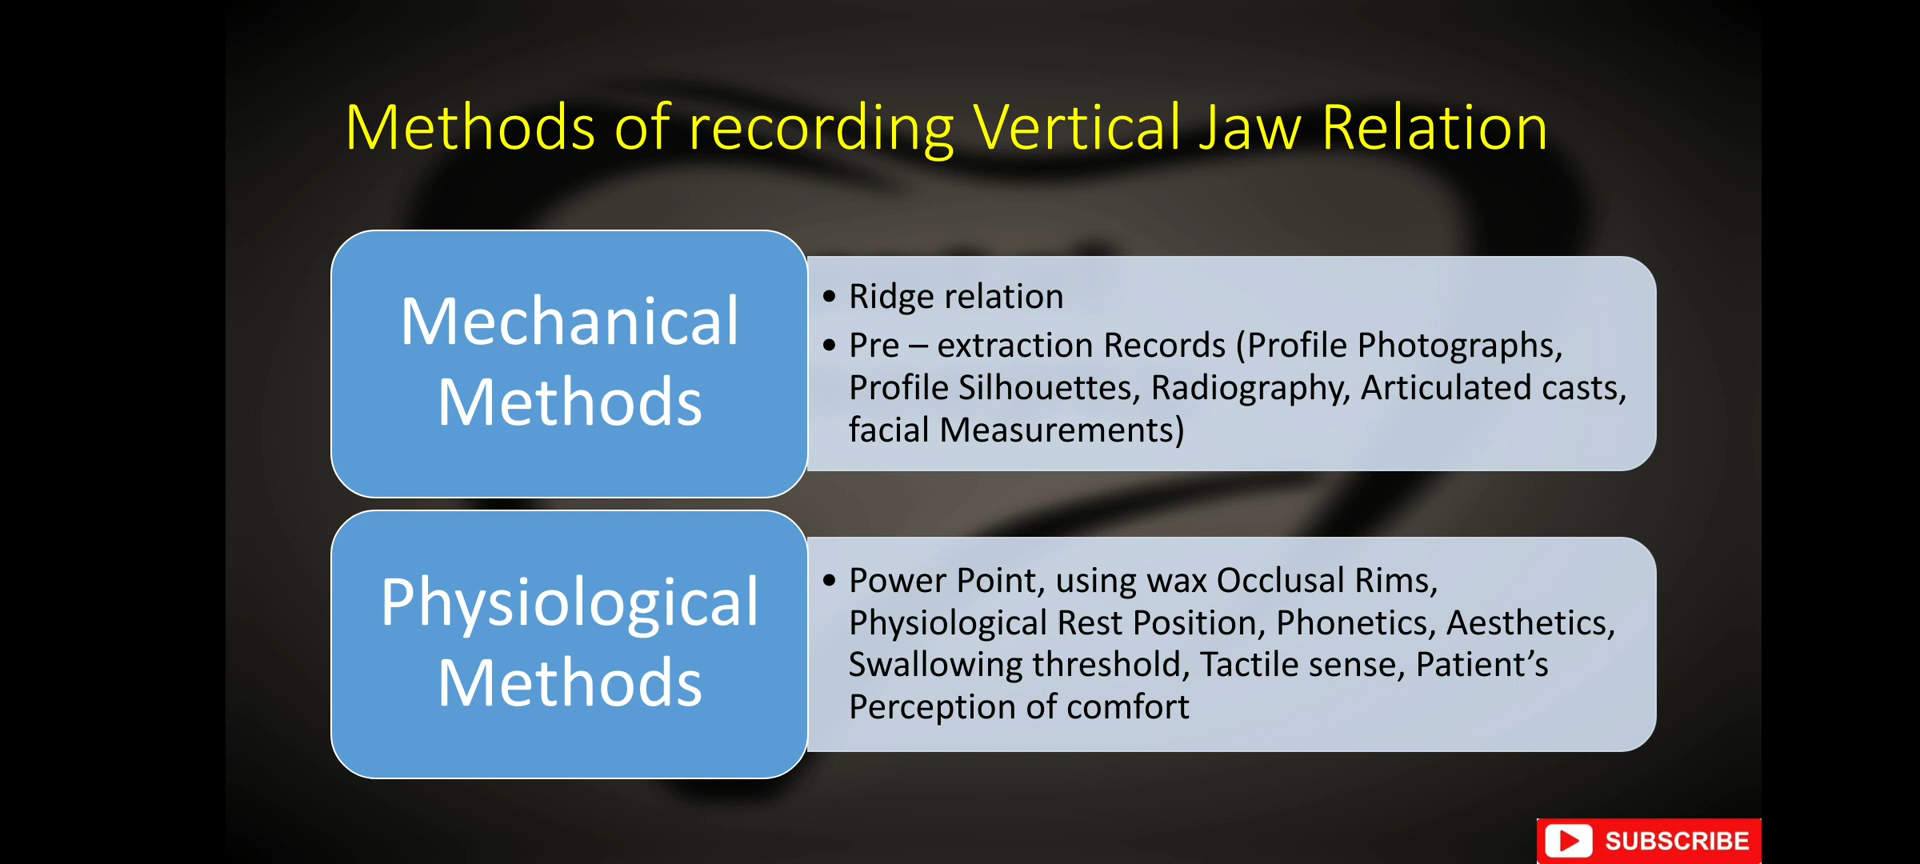 Methods of recording Vertical Jaw Relation
Mechanical
Methods
• Ridge relation
• Pre – extraction Records (Profile Photographs,
Profile Silhouettes, Radiography, Articulated casts,
facial Measurements)
Physiological
Methods
• Power Point, using wax Occlusal Rims,
Physiological Rest Position, Phonetics, Aesthetics,
Swallowing threshold, Tactile sense, Patient’s
Perception of comfort
SUBSCRIBE